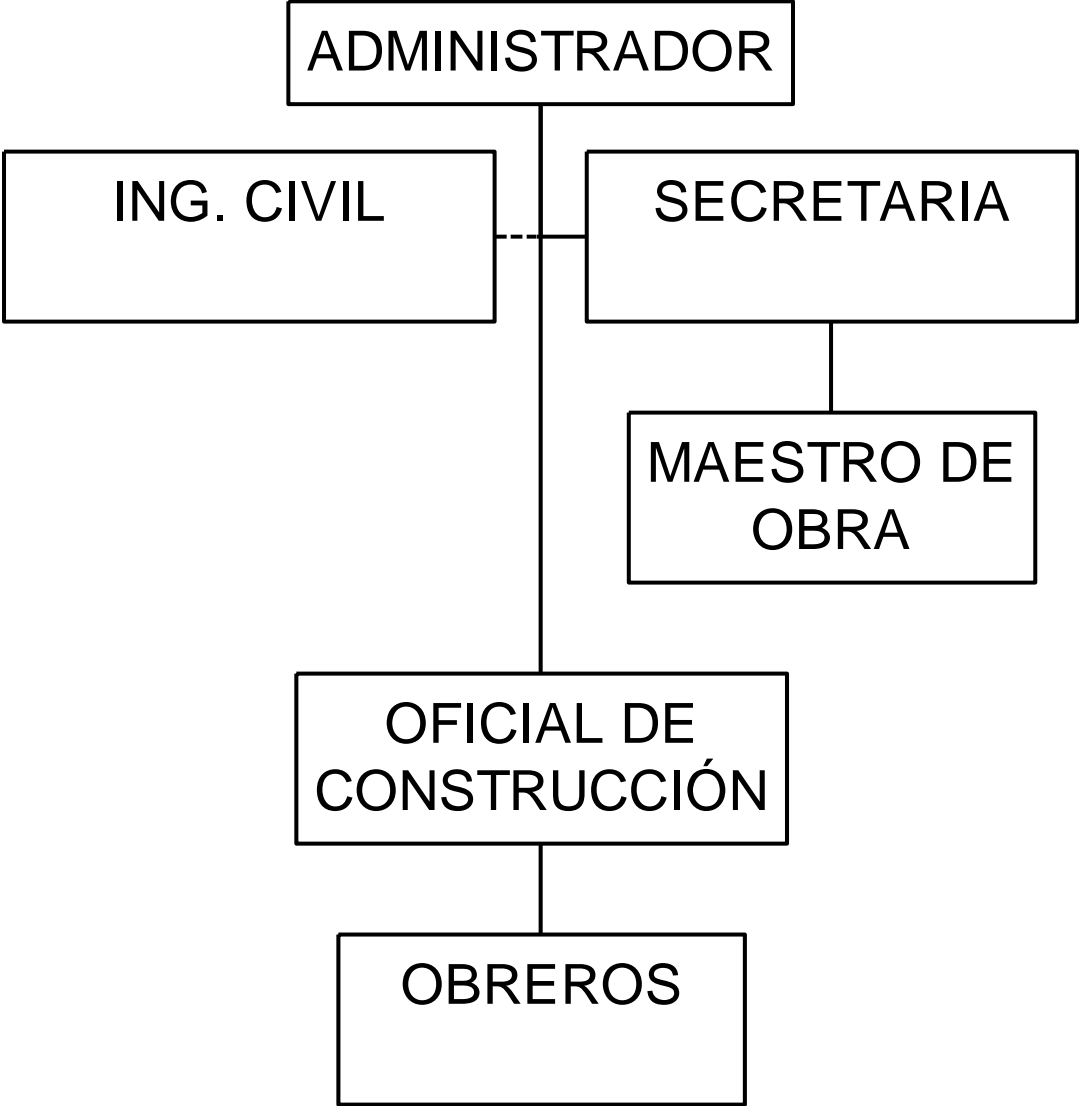 ADMINISTRADOR
ING. CIVIL
SECRETARIA
MAESTRO DE
OBRA
OFICIAL DE
CONSTRUCCIÓN
OBREROS